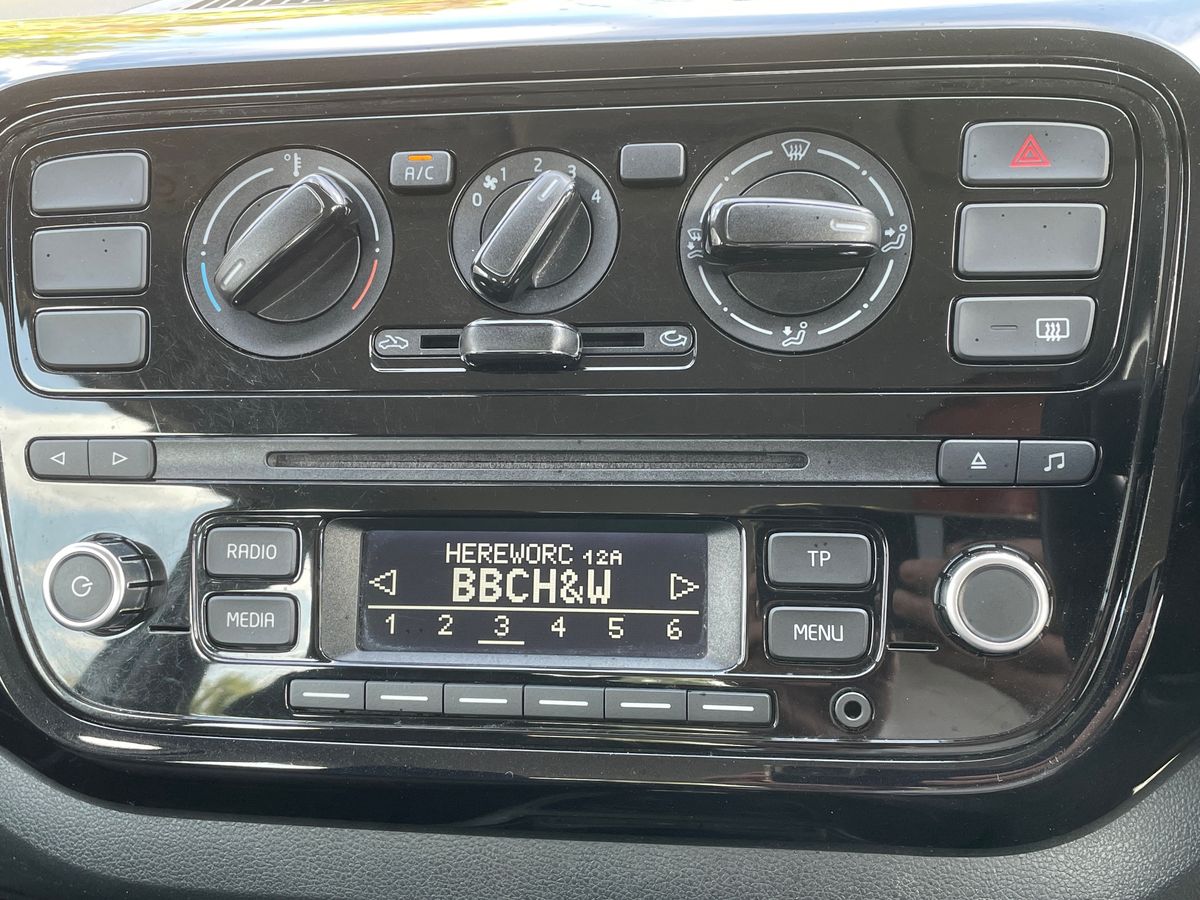 A/C
0 1 2 3 4
RADIO
MEDIA
HEREWORC 12A
BBCH&W
1 2 3 4 5 6
TP
MENU